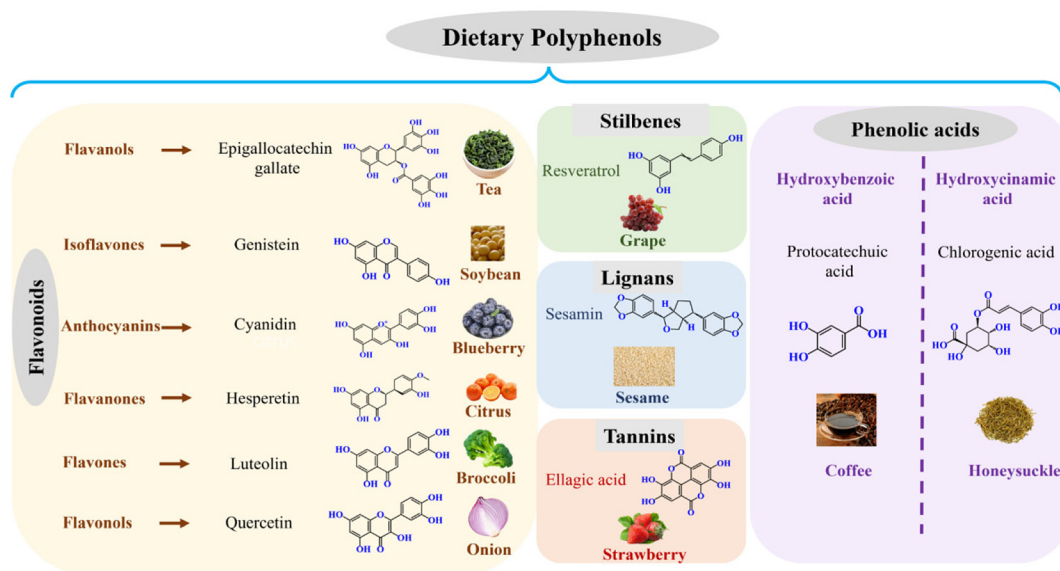 Dietary Polyphenols
Flavonoids
Flavanols
Epigallocatechin
gallate
Tea
Isoflavones
Genistein
Soybean
Anthocyanins
Cyanidin
Blueberry
Flavanones
Hesperetin
Citrus
Flavones
Luteolin
Broccoli
Flavonols
Quercetin
Onion
Stilbenes
Resveratrol
Grape
Lignans
Sesamin
Sesame
Tannins
Ellagic acid
Strawberry
Phenolic acids
Hydroxybenzoic
acid
Protocatechuic
acid
Coffee
Hydroxycinamic
acid
Chlorogenic acid
Honeysuckle